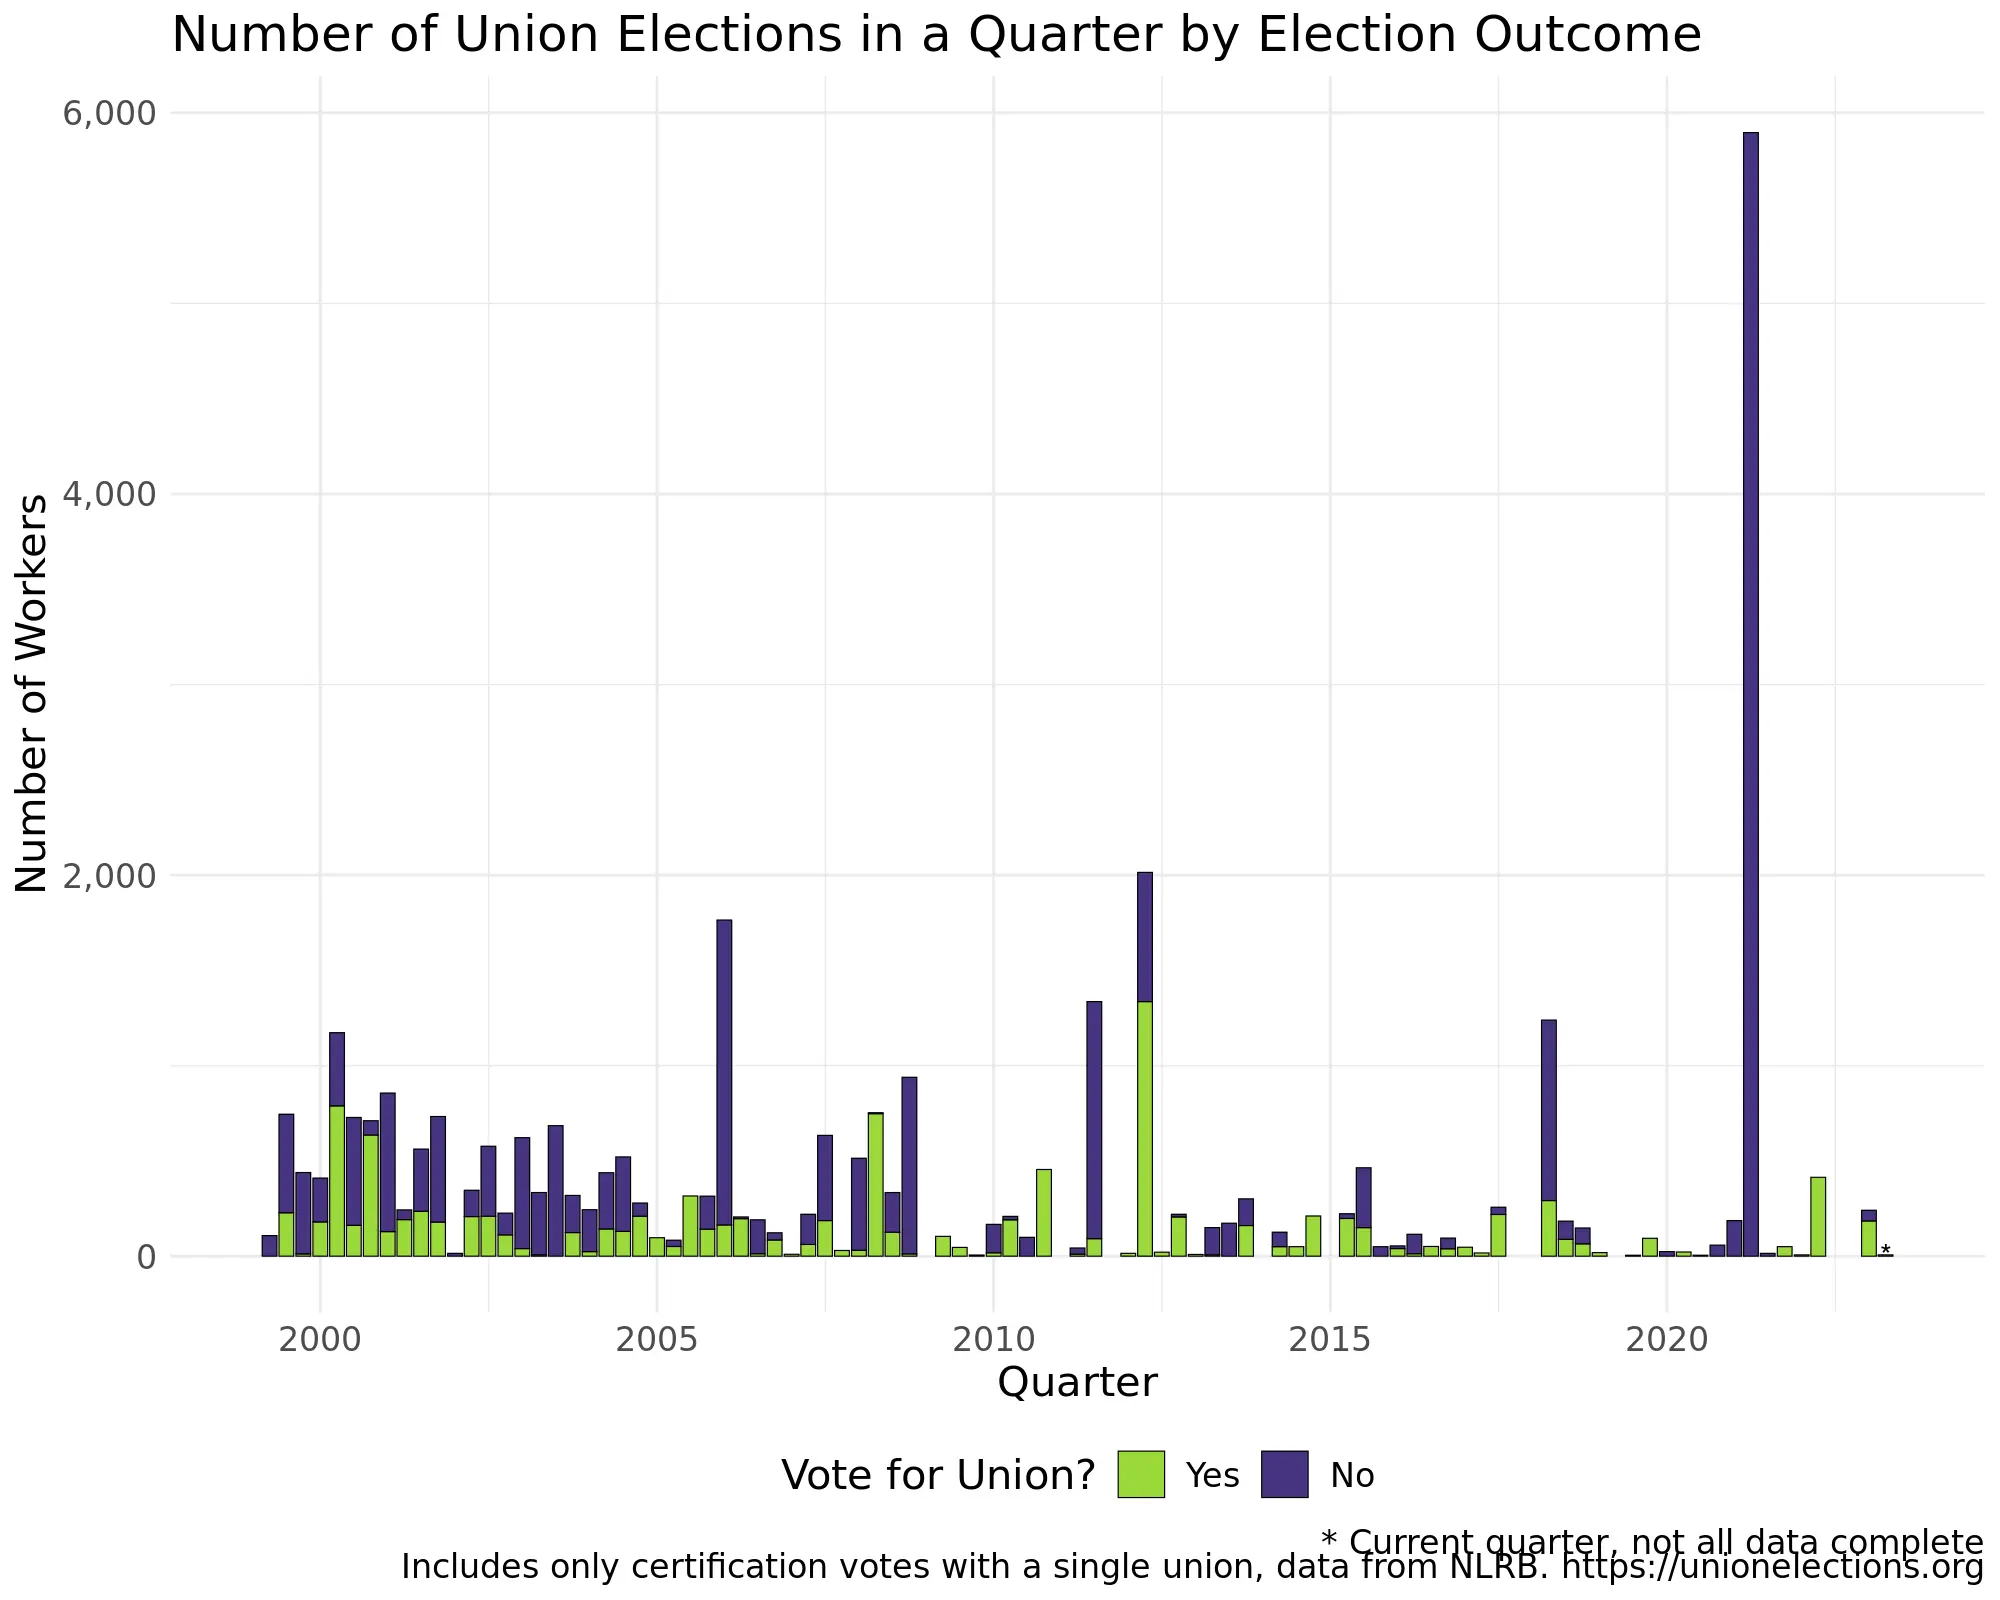 Number of Union Elections in a Quarter by Election Outcome
6,000
4,000
2,000
0
Number of Workers
2000 2005 2010 2015 2020
*
Quarter
Vote for Union? Yes No
* Current quarter, not all data complete
Includes only certification votes with a single union, data from NLRB. https://unionelections.org